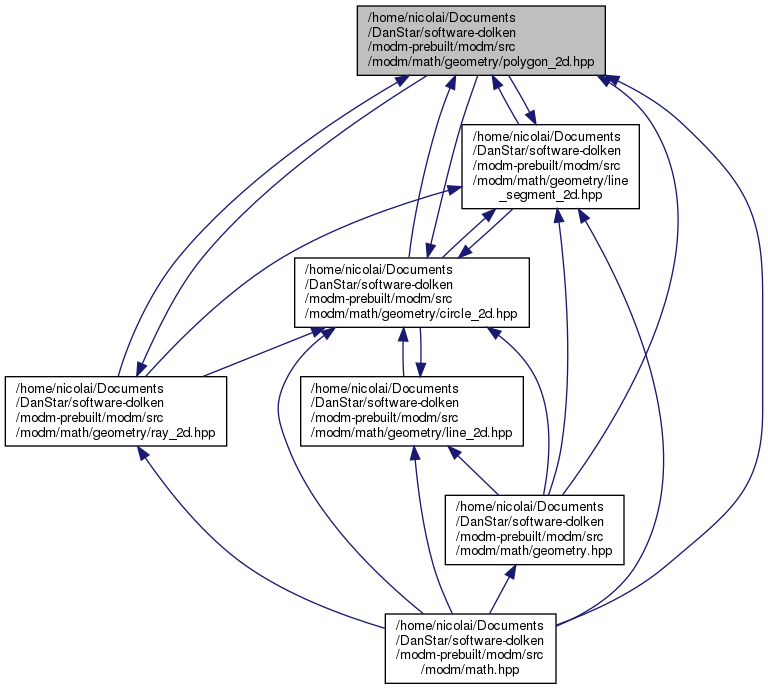 /home/nicolai/Documents
/DanStar/software-dolken
/modm-prebuilt/modm/src
/modm/math/geometry/polygon_2d.hpp
/home/nicolai/Documents
/DanStar/software-dolken
/modm-prebuilt/modm/src
/modm/math/geometry/line
_segment_2d.hpp
/home/nicolai/Documents
/DanStar/software-dolken
/modm-prebuilt/modm/src
/modm/math/geometry/circle_2d.hpp
/home/nicolai/Documents
/DanStar/software-dolken
/modm-prebuilt/modm/src
/modm/math/geometry/ray_2d.hpp
/home/nicolai/Documents
/DanStar/software-dolken
/modm-prebuilt/modm/src
/modm/math/geometry/line_2d.hpp
/home/nicolai/Documents
/DanStar/software-dolken
/modm-prebuilt/modm/src
/modm/math/geometry.hpp
/home/nicolai/Documents
/DanStar/software-dolken
/modm-prebuilt/modm/src
/modm/math.hpp